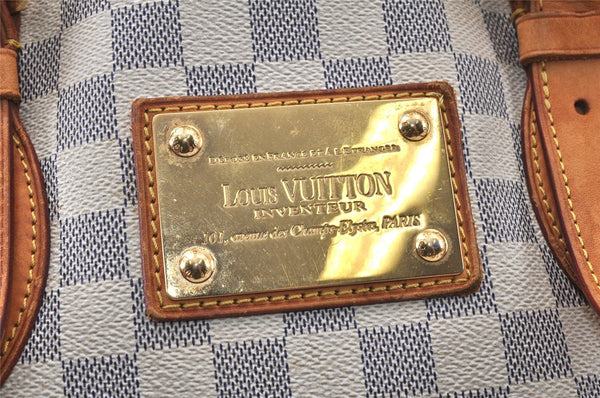 DÉPOSÉ EN FRANCE ET À L'ÉTRANGER
LOUIS VUITTON
INVENTEUR
101, avenue des Champs-Elysées, PARIS